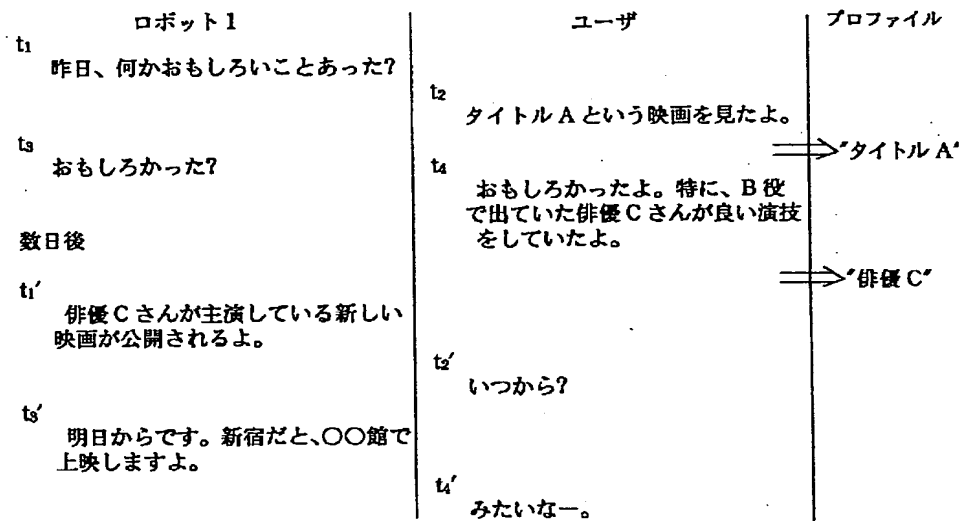 ロボット1 ユーザ プロファイル
t₁
昨日、何かおもしろいことあった?
t₂
タイトルAという映画を見たよ。
⇒"タイトルA"
t₃
おもしろかった?
t₄
おもしろかったよ。特に、B役
で出ていた俳優Cさんが良い演技
をしていたよ。
数日後
⇒"俳優C"
t₁′
俳優Cさんが主演している新しい
映画が公開されるよ。
t₂′
いつから?
t₃′
明日からです。新宿だと、〇〇館で
上映しますよ。
t₄′
みたいなー。